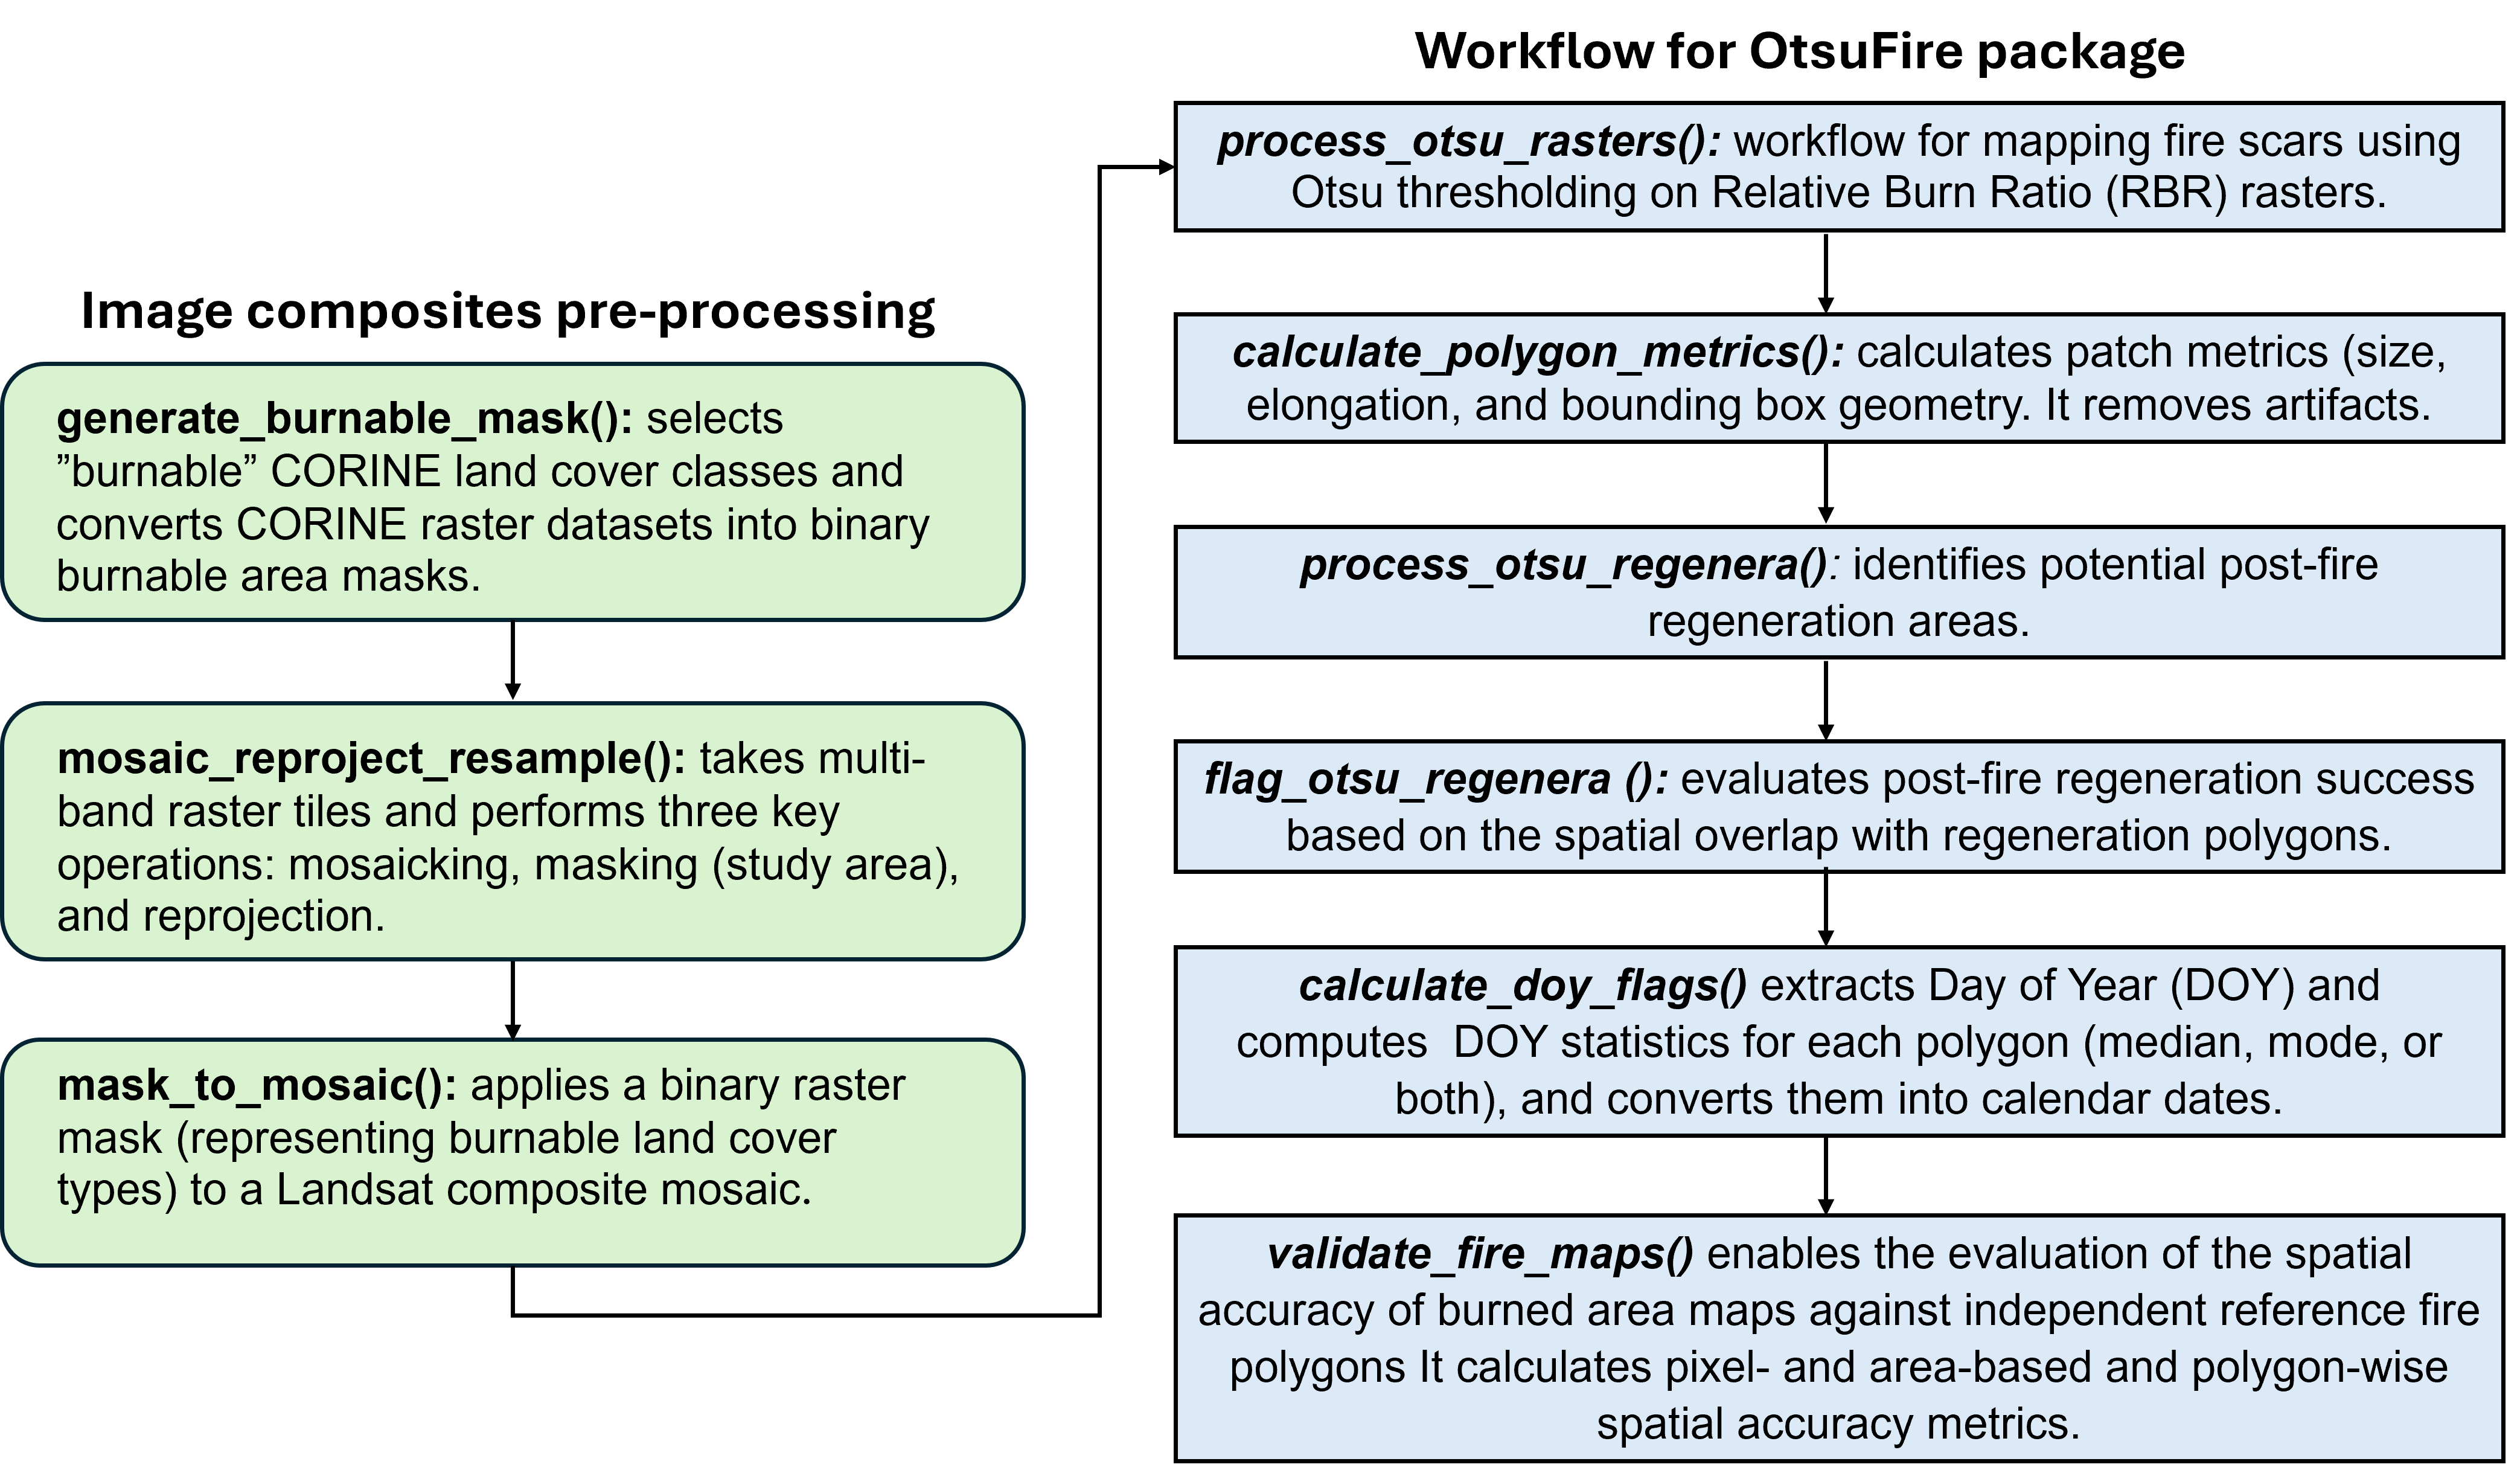 Image composites pre-processing
generate_burnable_mask(): selects
”burnable” CORINE land cover classes and
converts CORINE raster datasets into binary
burnable area masks.
mosaic_reproject_resample(): takes multi-
band raster tiles and performs three key
operations: mosaicking, masking (study area),
and reprojection.
mask_to_mosaic(): applies a binary raster
mask (representing burnable land cover
types) to a Landsat composite mosaic.
Workflow for OtsuFire package
process_otsu_rasters(): workflow for mapping fire scars using
Otsu thresholding on Relative Burn Ratio (RBR) rasters.
calculate_polygon_metrics(): calculates patch metrics (size,
elongation, and bounding box geometry. It removes artifacts.
process_otsu_regenera(): identifies potential post-fire
regeneration areas.
flag_otsu_regenera (): evaluates post-fire regeneration success
based on the spatial overlap with regeneration polygons.
calculate_doy_flags() extracts Day of Year (DOY) and
computes  DOY statistics for each polygon (median, mode, or
both), and converts them into calendar dates.
validate_fire_maps() enables the evaluation of the spatial
accuracy of burned area maps against independent reference fire
polygons It calculates pixel- and area-based and polygon-wise
spatial accuracy metrics.